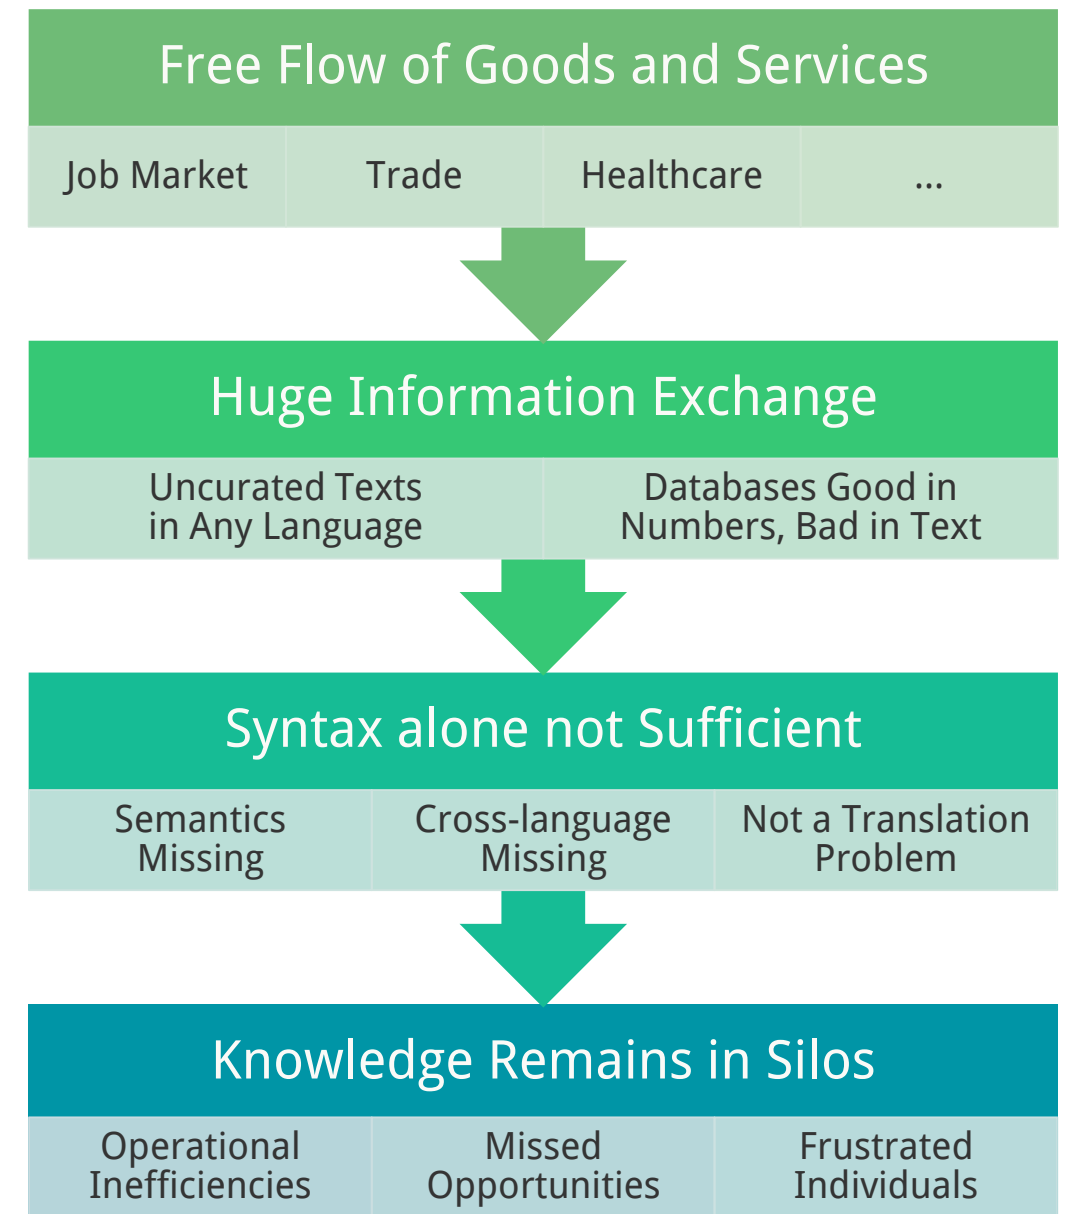 Free Flow of Goods and Services
Job Market
Trade
Healthcare
...
Huge Information Exchange
Uncurated Texts
in Any Language
Databases Good in
Numbers, Bad in Text
Syntax alone not Sufficient
Semantics
Missing
Cross-language
Missing
Not a Translation
Problem
Knowledge Remains in Silos
Operational
Inefficiencies
Missed
Opportunities
Frustrated
Individuals